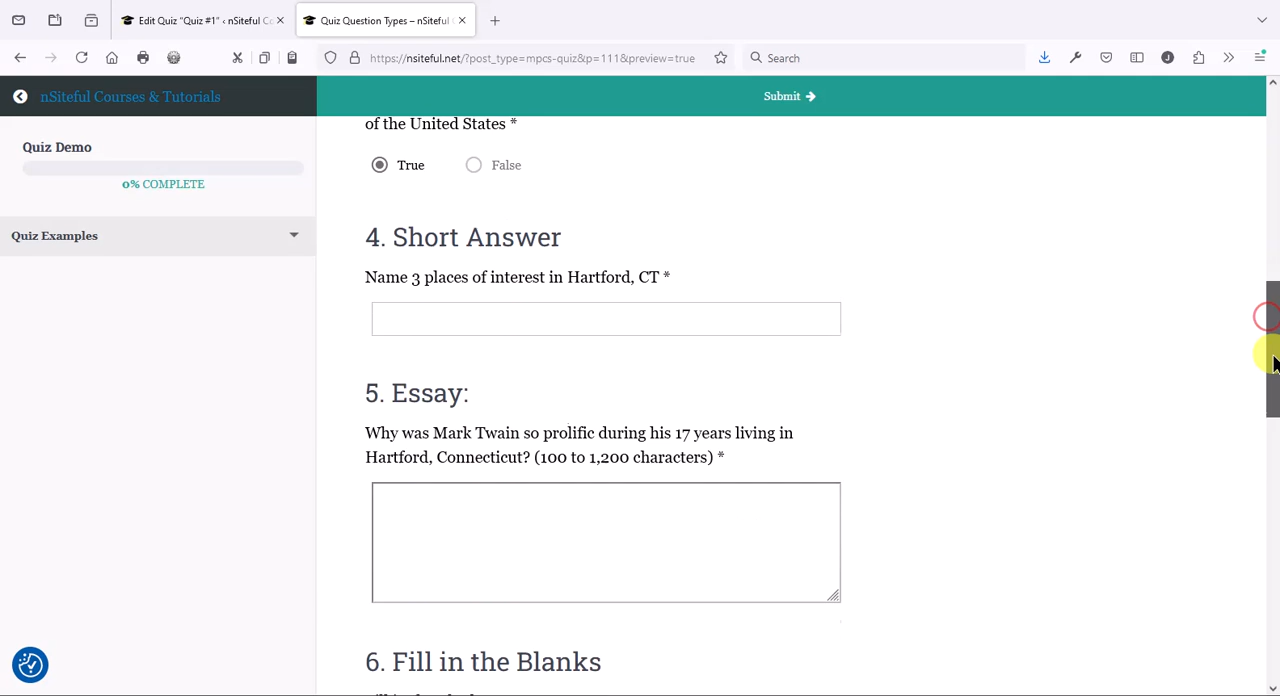 Edit Quiz "Quiz #1" ‹ nSiteful Co
Quiz Question Types – nSiteful
https://nsiteful.net/?post_type=mpcs-quiz&p=111&preview=true
Search
nSiteful Courses & Tutorials
Submit
Quiz Demo
0% COMPLETE
Quiz Examples
of the United States *
True
False
4. Short Answer
Name 3 places of interest in Hartford, CT *
5. Essay:
Why was Mark Twain so prolific during his 17 years living in
Hartford, Connecticut? (100 to 1,200 characters) *
6. Fill in the Blanks